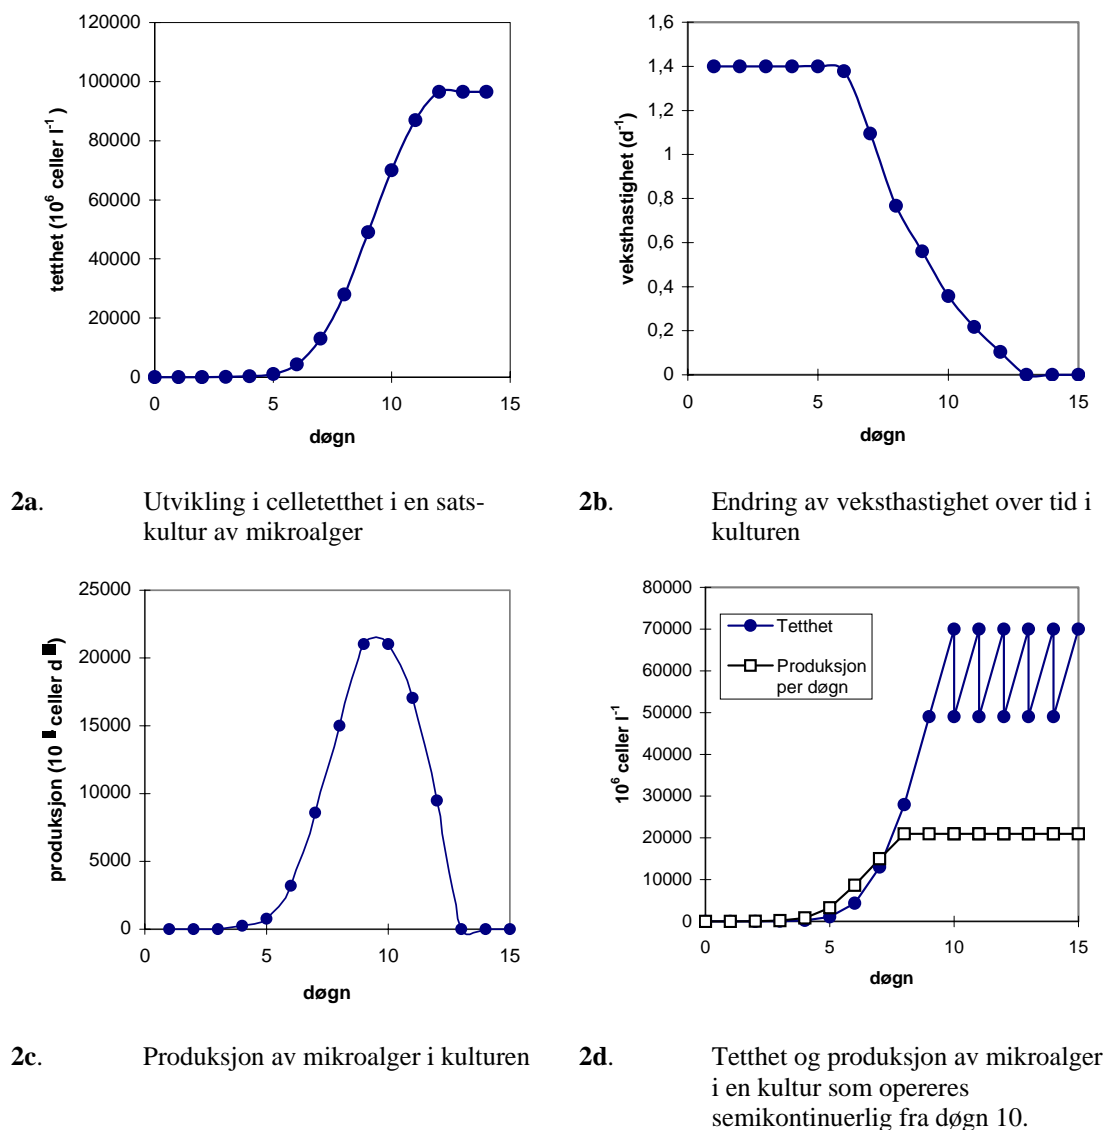 120000
100000
80000
60000
40000
20000
0
0 5 10 15
tetthet (10⁶ celler l⁻¹)
døgn
1,6
1,4
1,2
1
0,8
0,6
0,4
0,2
0
0 5 10 15
veksthastighet (d⁻¹)
døgn
2a. Utvikling i celletetthet i en sats-
kultur av mikroalger
2b. Endring av veksthastighet over tid i
kulturen
25000
20000
15000
10000
5000
0
0 5 10 15
produksjon (10 celler d )
døgn
80000
70000
60000
50000
40000
30000
20000
10000
0
0 5 10 15
10⁶ celler l⁻¹
døgn
Tetthet
Produksjon
per døgn
2c. Produksjon av mikroalger i kulturen
2d. Tetthet og produksjon av mikroalger
i en kultur som opereres
semikontinuerlig fra døgn 10.